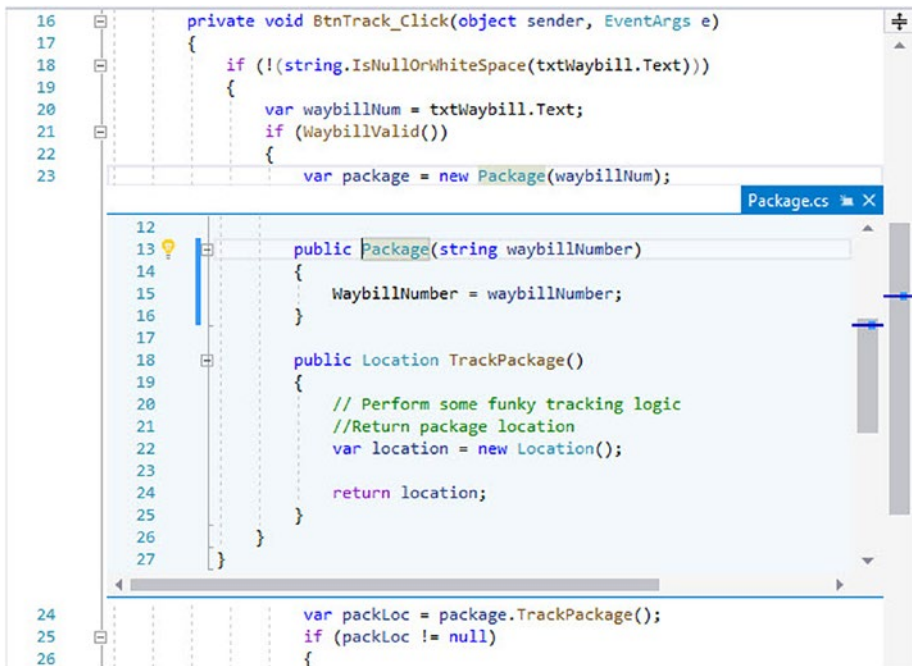 16 private void BtnTrack_Click(object sender, EventArgs e)
17 {
18 if (!(string.IsNullOrWhiteSpace(txtWaybill.Text)))
19 {
20 var waybillNum = txtWaybill.Text;
21 if (WaybillValid())
22 {
23 var package = new Package(waybillNum);
Package.cs
12
13 public Package(string waybillNumber)
14 {
15 WaybillNumber = waybillNumber;
16 }
17
18 public Location TrackPackage()
19 {
20 // Perform some funky tracking logic
21 //Return package location
22 var location = new Location();
23
24 return location;
25 }
26 }
27 }
24 var packLoc = package.TrackPackage();
25 if (packLoc != null)
26 {